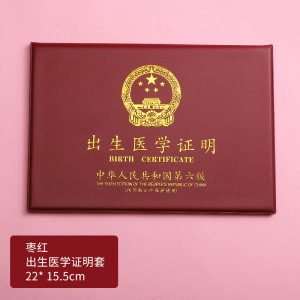 出生医学证明
BIRTH CERTIFICATE
中华人民共和国第六版
THE SIXTH EDITION OF THE PEOPLE'S REPUBLIC OF CHINA
枣红
出生医学证明套
22* 15.5cm